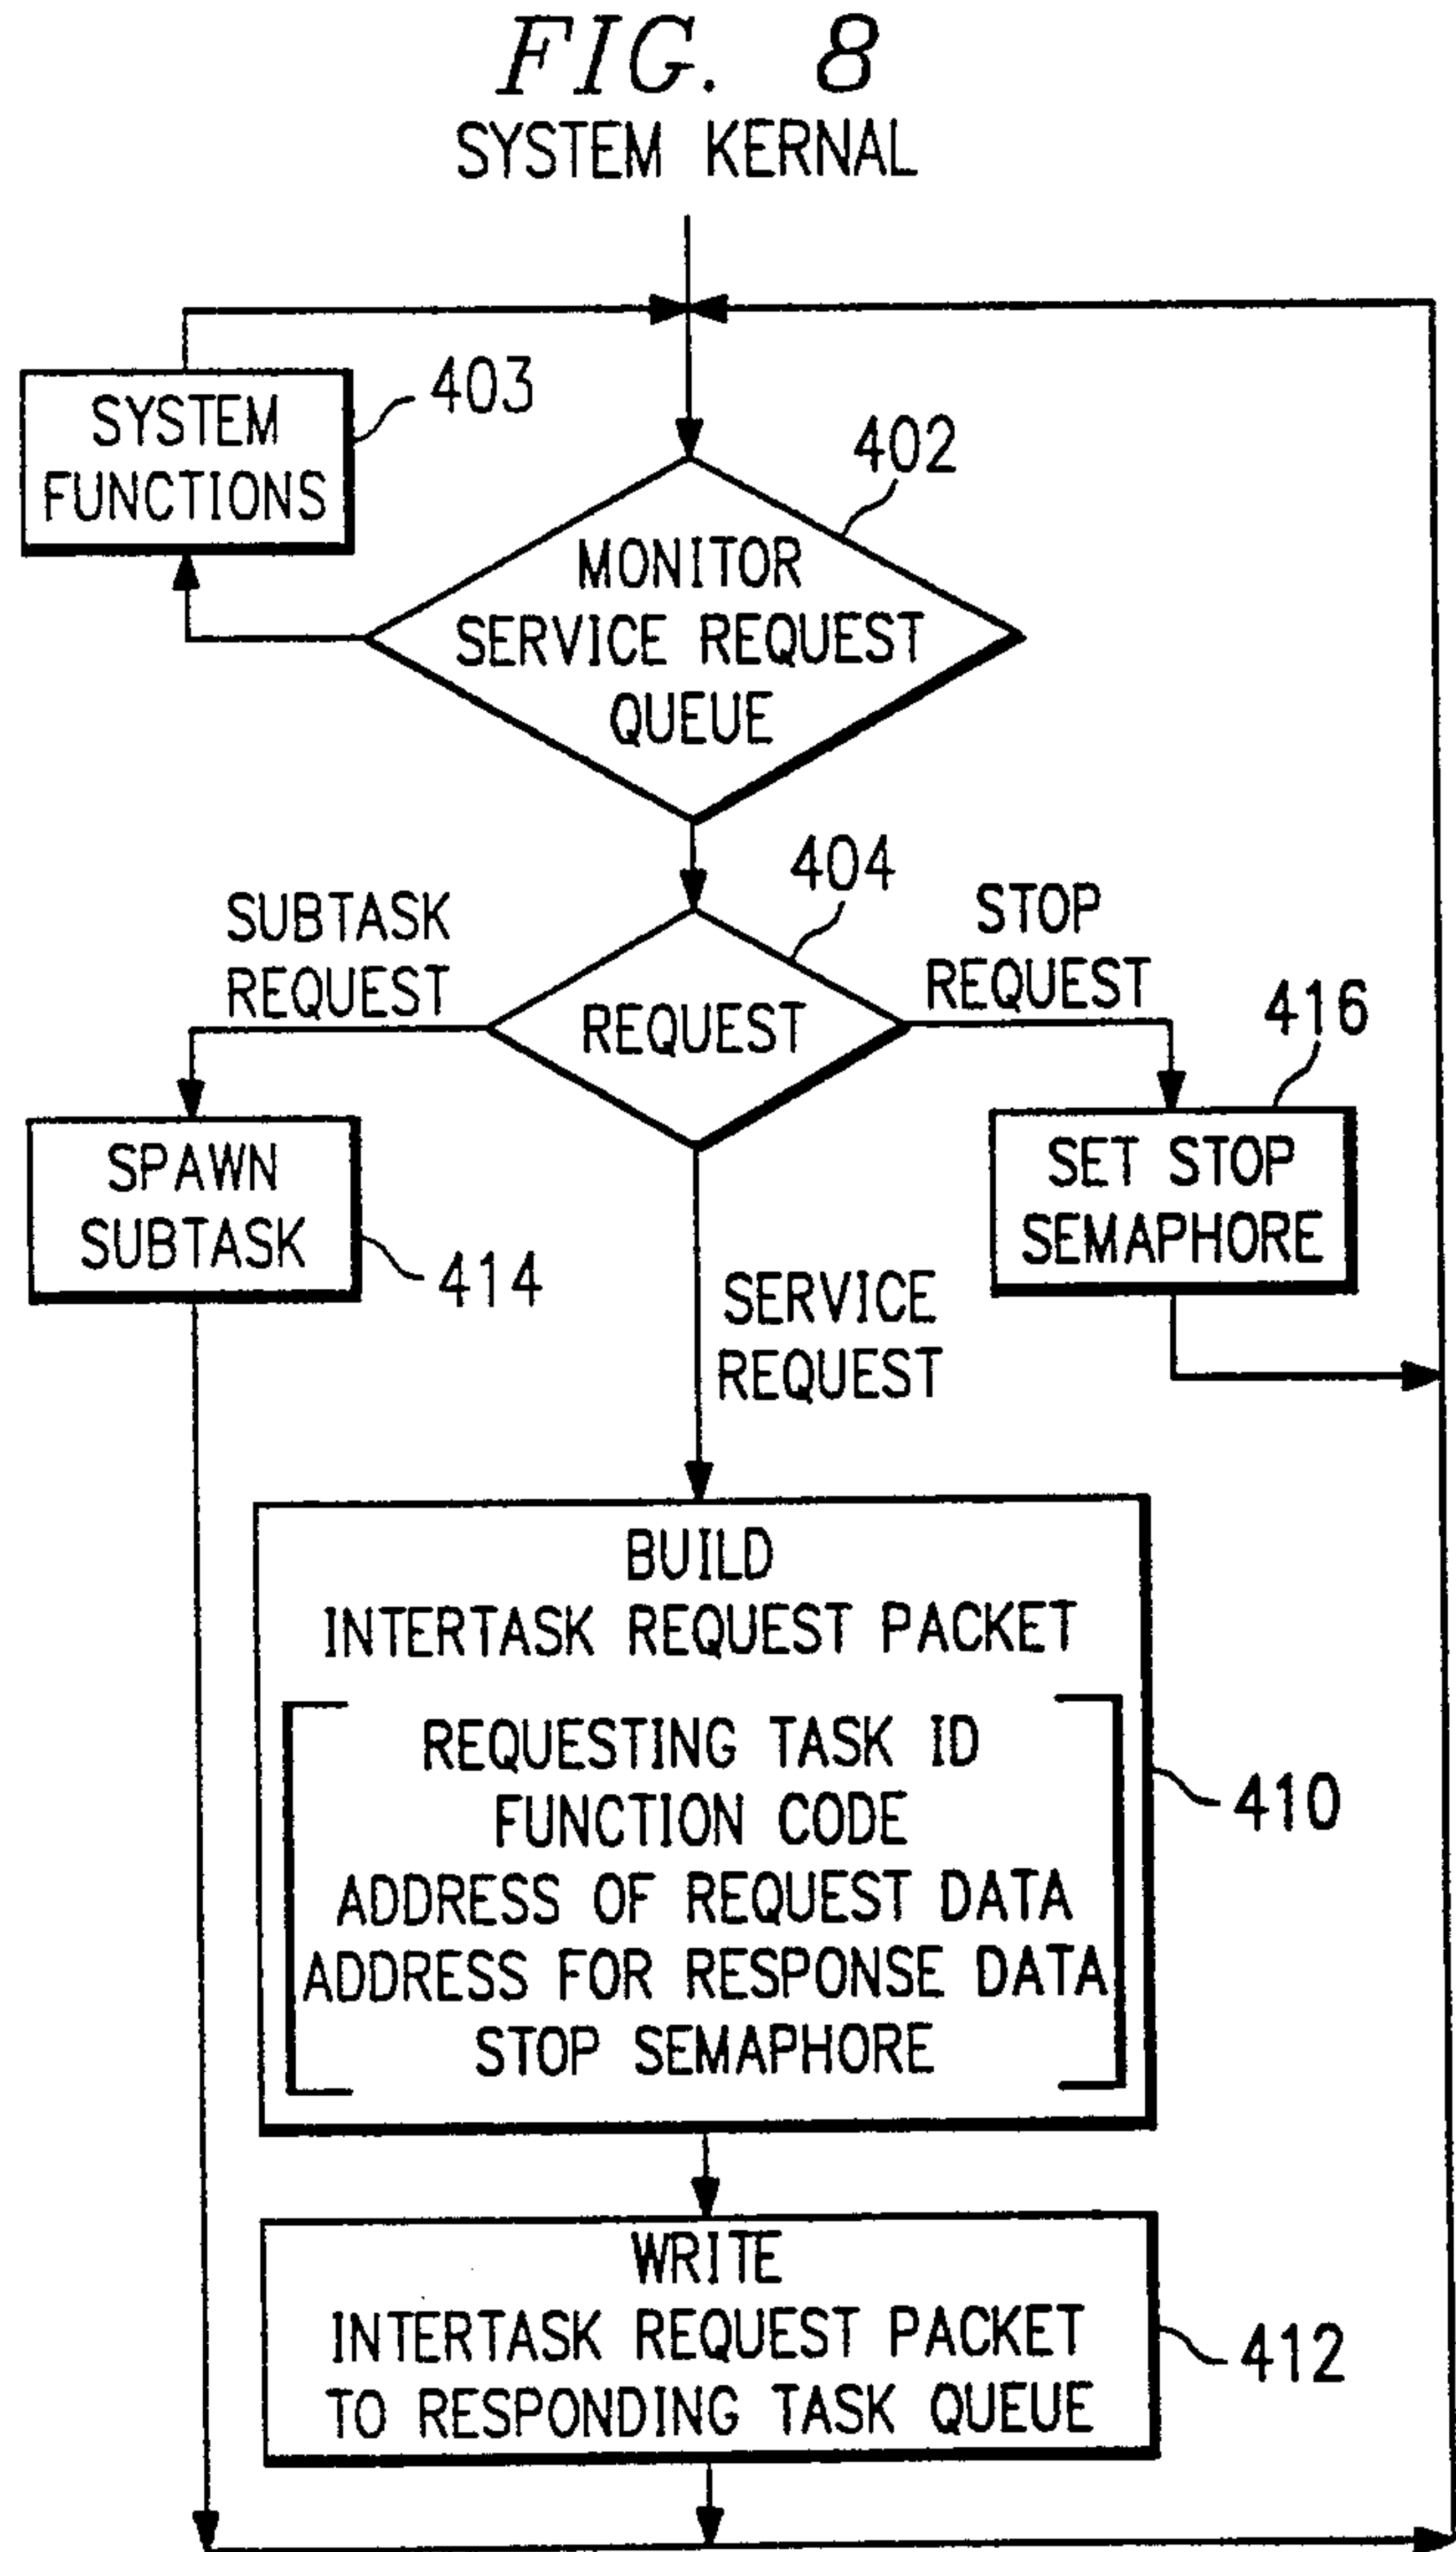 FIG. 8
SYSTEM KERNAL
SYSTEM
FUNCTIONS
403
402
MONITOR
SERVICE REQUEST
QUEUE
404
SUBTASK
REQUEST
REQUEST
STOP
REQUEST
416
SPAWN
SUBTASK
414
SET STOP
SEMAPHORE
SERVICE
REQUEST
BUILD
INTERTASK REQUEST PACKET
REQUESTING TASK ID
FUNCTION CODE
ADDRESS OF REQUEST DATA
ADDRESS FOR RESPONSE DATA
STOP SEMAPHORE
410
WRITE
INTERTASK REQUEST PACKET
TO RESPONDING TASK QUEUE
412